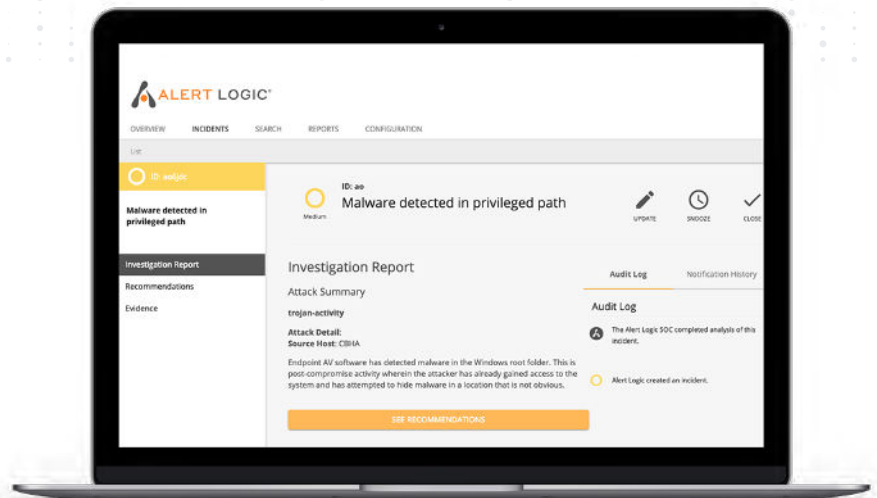 ALERT LOGIC®
OVERVIEW INCIDENTS SEARCH REPORTS CONFIGURATION
List
Malware detected in
privileged path
Investigation Report
Recommendations
Evidence
ID: ao
Malware detected in privileged path
Medium
UPDATE SNOOZE CLOSE
Investigation Report
Attack Summary
trojan-activity
Attack Detail:
Source Host: CBHA
Endpoint AV software has detected malware in the Windows root folder. This is
post-compromise activity wherein the attacker has already gained access to the
system and has attempted to hide malware in a location that is not obvious.
SEE RECOMMENDATIONS
Audit Log Notification History
Audit Log
The Alert Logic SOC completed analysis of this
incident.
Alert Logic created an incident.